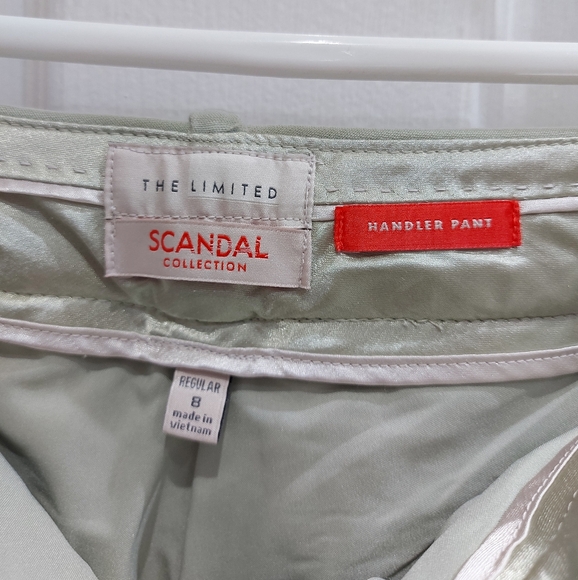 THE LIMITED
SCANDAL
COLLECTION
HANDLER PANT
REGULAR
8
made in
vietnam